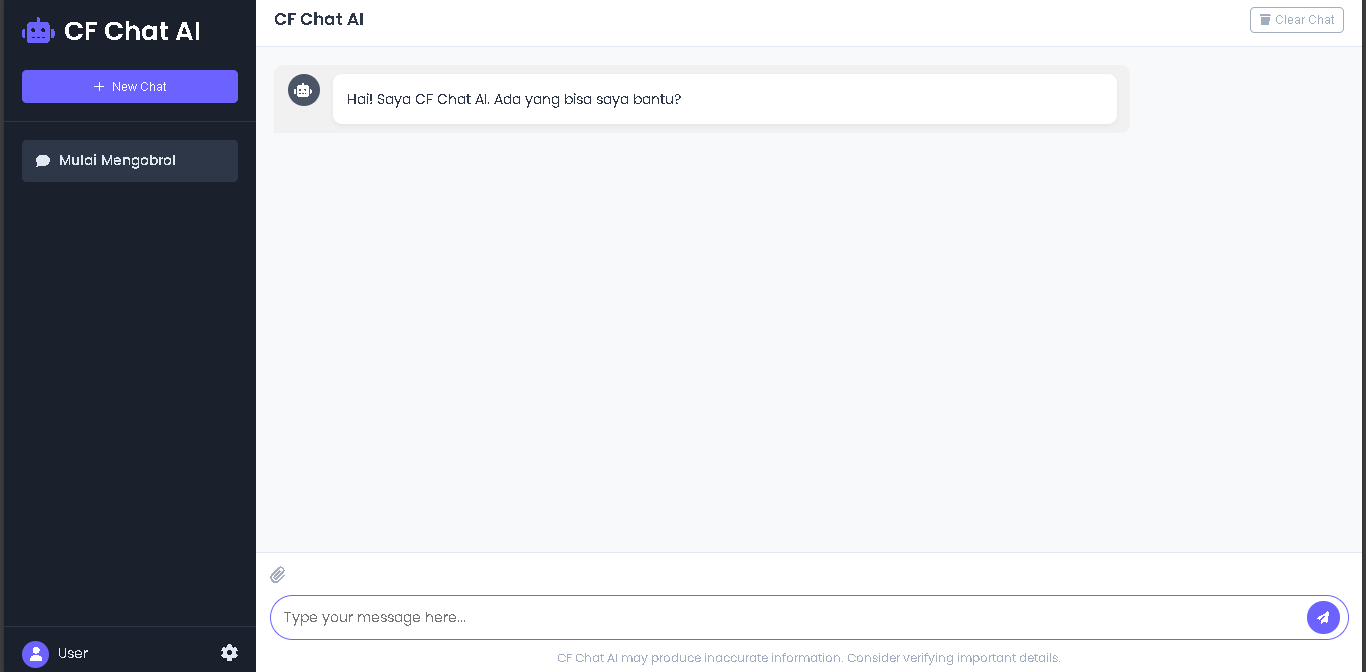 CF Chat AI
New Chat
Mulai Mengobrol
User
CF Chat AI
Clear Chat
Hai! Saya CF Chat AI. Ada yang bisa saya bantu?
Type your message here...
CF Chat AI may produce inaccurate information. Consider verifying important details.